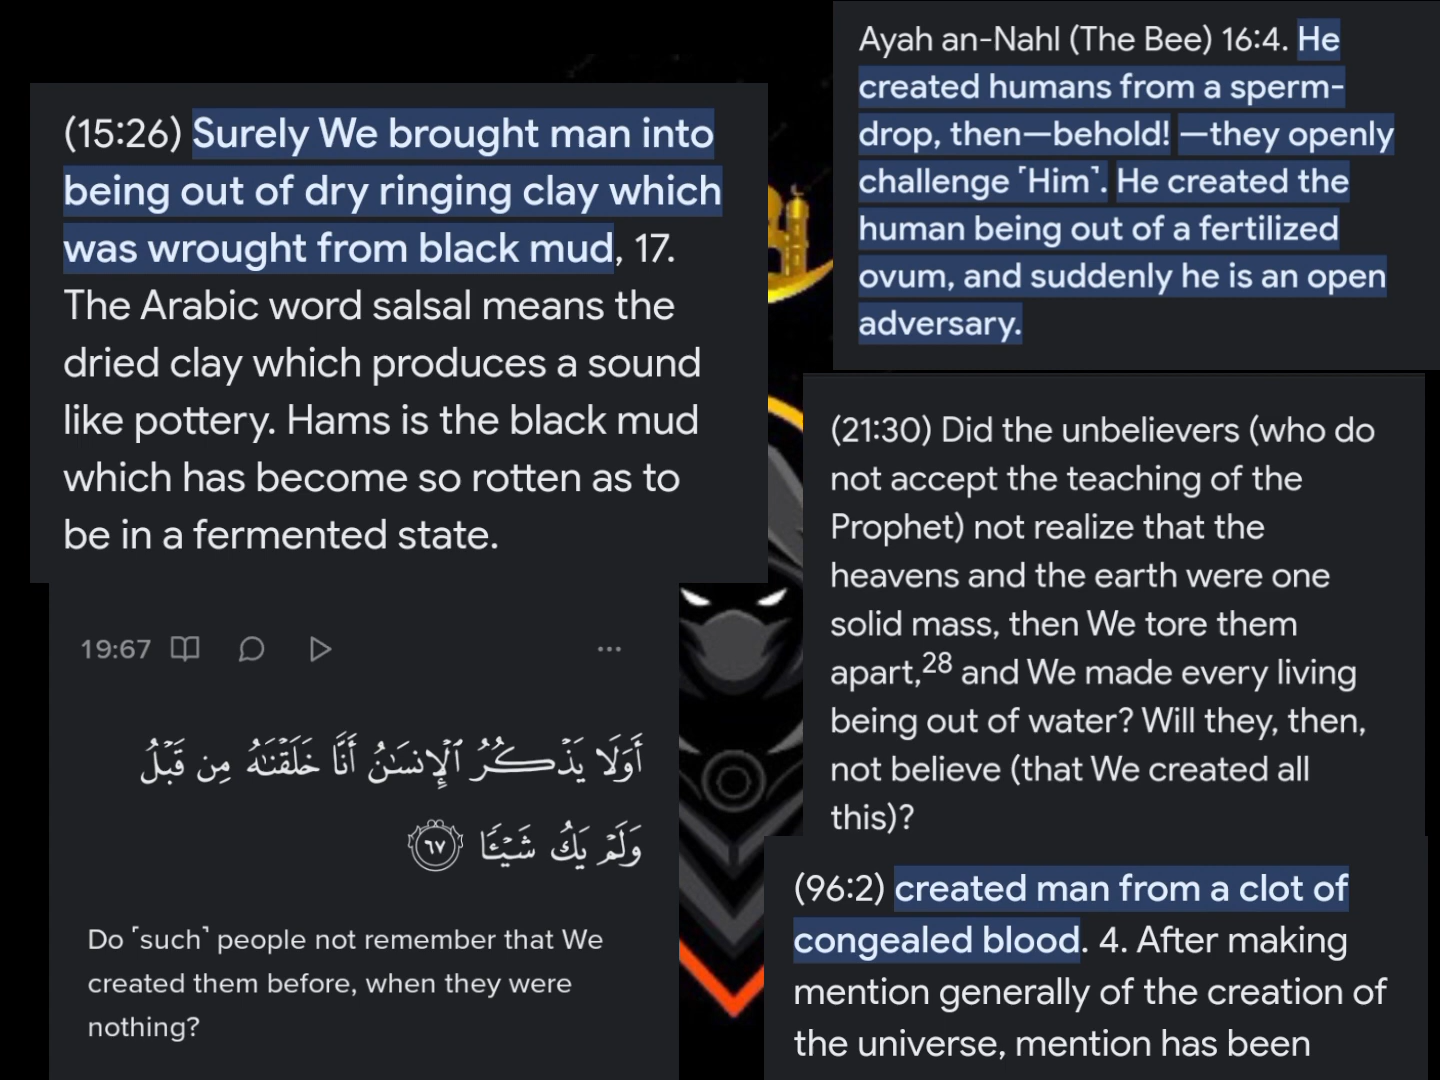 (15:26) Surely We brought man into
being out of dry ringing clay which
was wrought from black mud, 17.
The Arabic word salsal means the
dried clay which produces a sound
like pottery. Hams is the black mud
which has become so rotten as to
be in a fermented state.
19:67
أَوَلَا يَذْكُرُ ٱلْإِنسَـٰنُ أَنَّا خَلَقْنَـٰهُ مِن قَبْلُ
وَلَمْ يَكُ شَيْـًٔا ٦٧
Do ˹such˺ people not remember that We
created them before, when they were
nothing?
Ayah an-Nahl (The Bee) 16:4. He
created humans from a sperm-
drop, then—behold! —they openly
challenge ˹Him˺. He created the
human being out of a fertilized
ovum, and suddenly he is an open
adversary.
(21:30) Did the unbelievers (who do
not accept the teaching of the
Prophet) not realize that the
heavens and the earth were one
solid mass, then We tore them
apart,28 and We made every living
being out of water? Will they, then,
not believe (that We created all
this)?
(96:2) created man from a clot of
congealed blood. 4. After making
mention generally of the creation of
the universe, mention has been